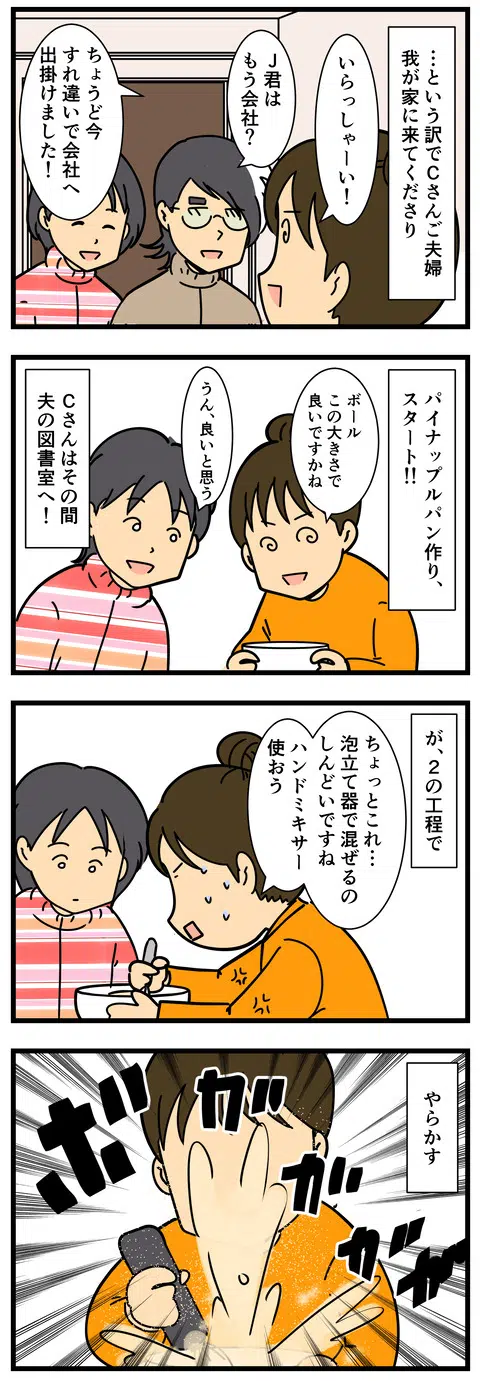 …という訳でCさんご夫婦
我が家に来てくださり
いらっしゃーい!
J君は
もう会社?
ちょうど今
すれ違いで会社へ
出掛けました!
パイナップルパン作り、
スタート!!
ボール
この大きさで
良いですかね
うん、良いと思う
Cさんはその間
夫の図書室へ!
が、2の工程で
ちょっとこれ…
泡立て器で混ぜるの
しんどいですね
ハンドミキサー
使おう
やらかす
ボガガガガ